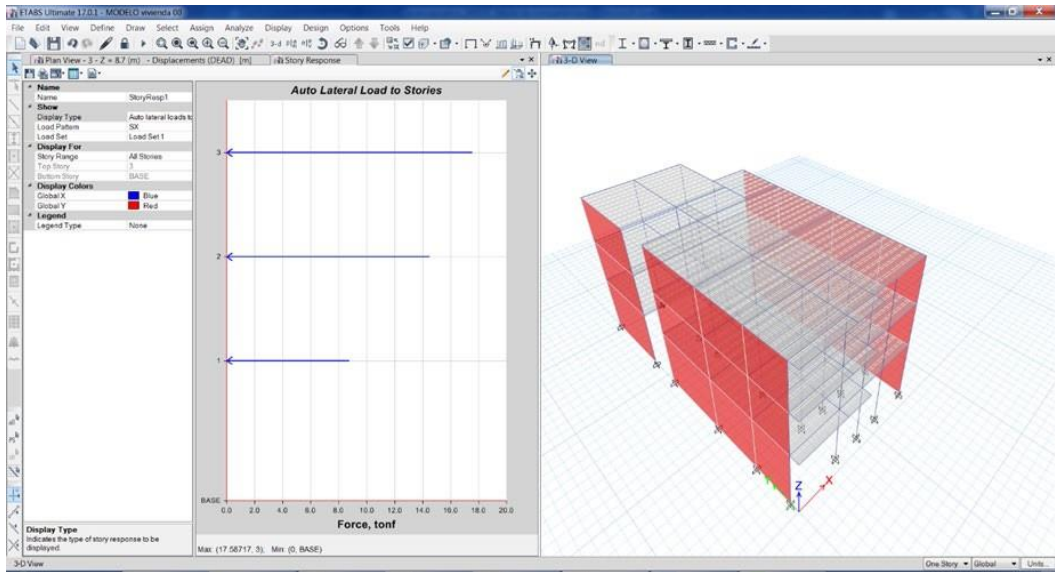 ETABS Ultimate 17.0.1 - MODELO vivienda 00
File Edit View Define Draw Select Assign Analyze Display Design Options Tools Help
Plan View - 3 - Z = 8.7 (m) - Displacements (DEAD) [m]
Story Response
3-D View
Name
Name StoryResp1
Show
Display Type Auto lateral loads to
Load Pattern SX
Load Set Load Set 1
Display For
Story Range All Stories
Top Story 3
Bottom Story BASE
Display Colors
Global X Blue
Global Y Red
Legend
Legend Type None
Display Type
Indicates the type of story response to be
displayed
Auto Lateral Load to Stories
3
2
1
BASE
0.0 2.0 4.0 6.0 8.0 10.0 12.0 14.0 16.0 18.0 20.0
Force, tonf
Max: (17.58717, 3); Min: (0, BASE)
Z
X
3-D View
One Story Global Units...